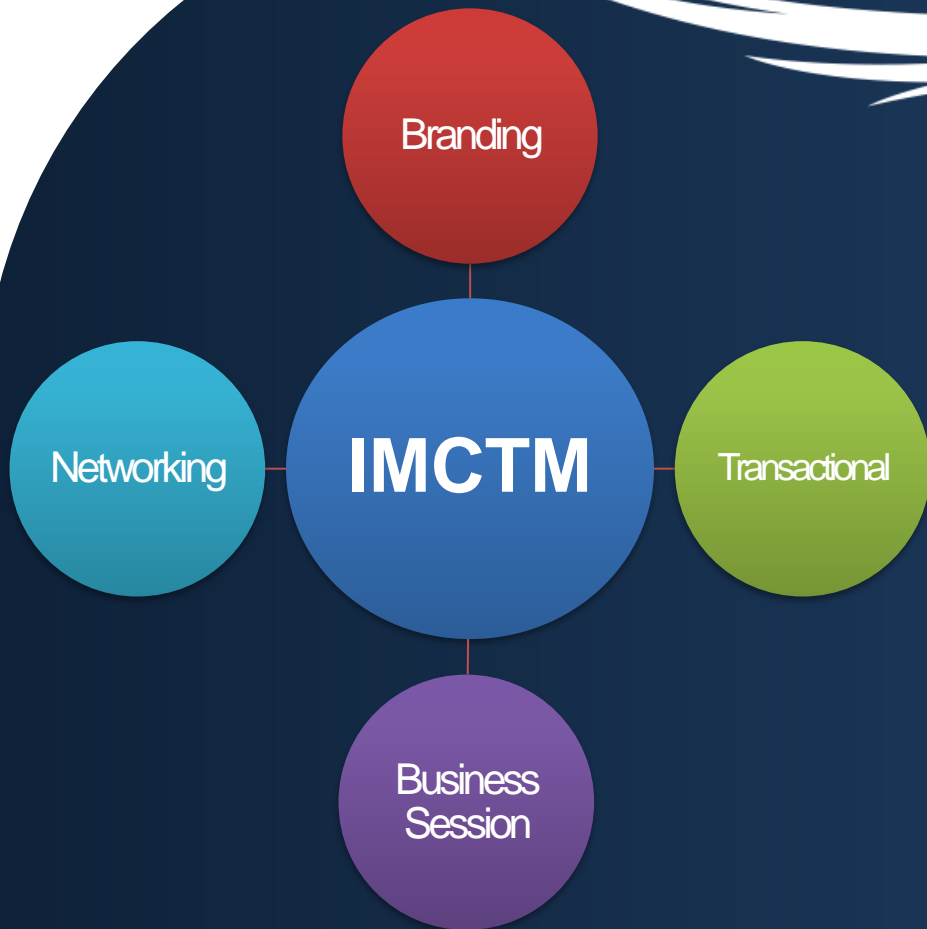 Branding
Networking
IMCTM
Transactional
Business
Session